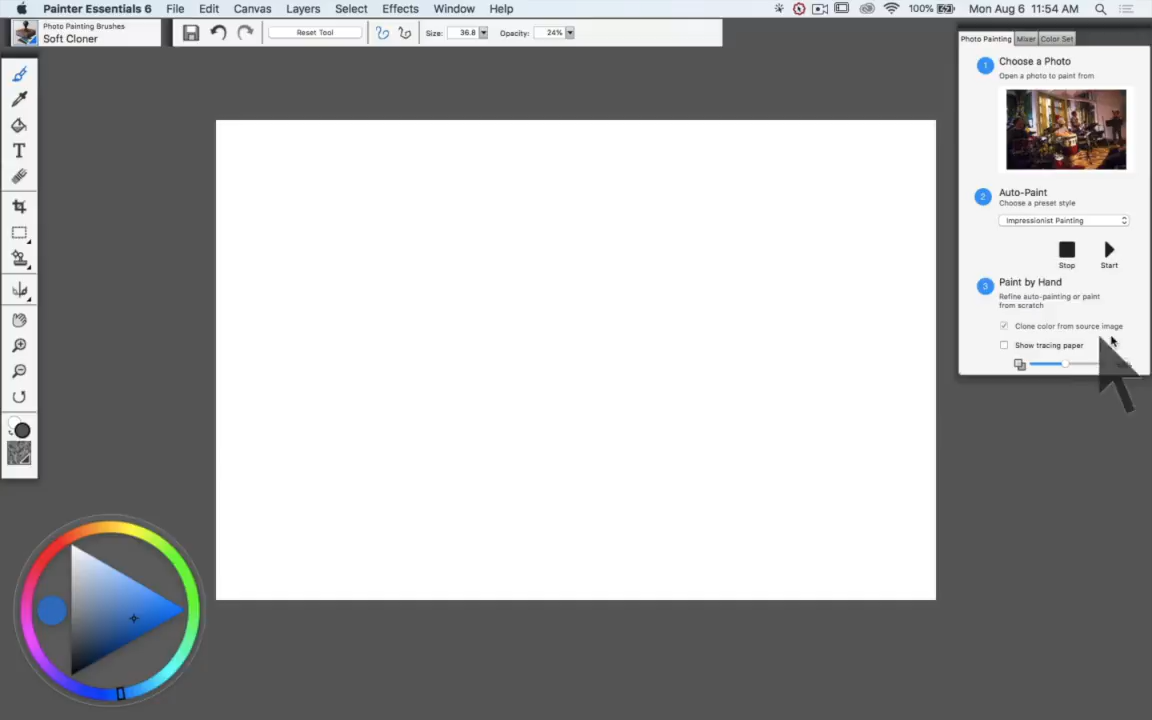 Painter Essentials 6 File Edit Canvas Layers Select Effects Window Help 100% Mon Aug 6 11:54 AM
Photo Painting Brushes
Soft Cloner
Reset Tool Size: 36.8 Opacity: 24%
Photo Painting Mixer Color Set
1 Choose a Photo
Open a photo to paint from
2 Auto-Paint
Choose a preset style
Impressionist Painting
Stop Start
3 Paint by Hand
Refine auto-painting or paint
from scratch
Clone color from source image
Show tracing paper
T